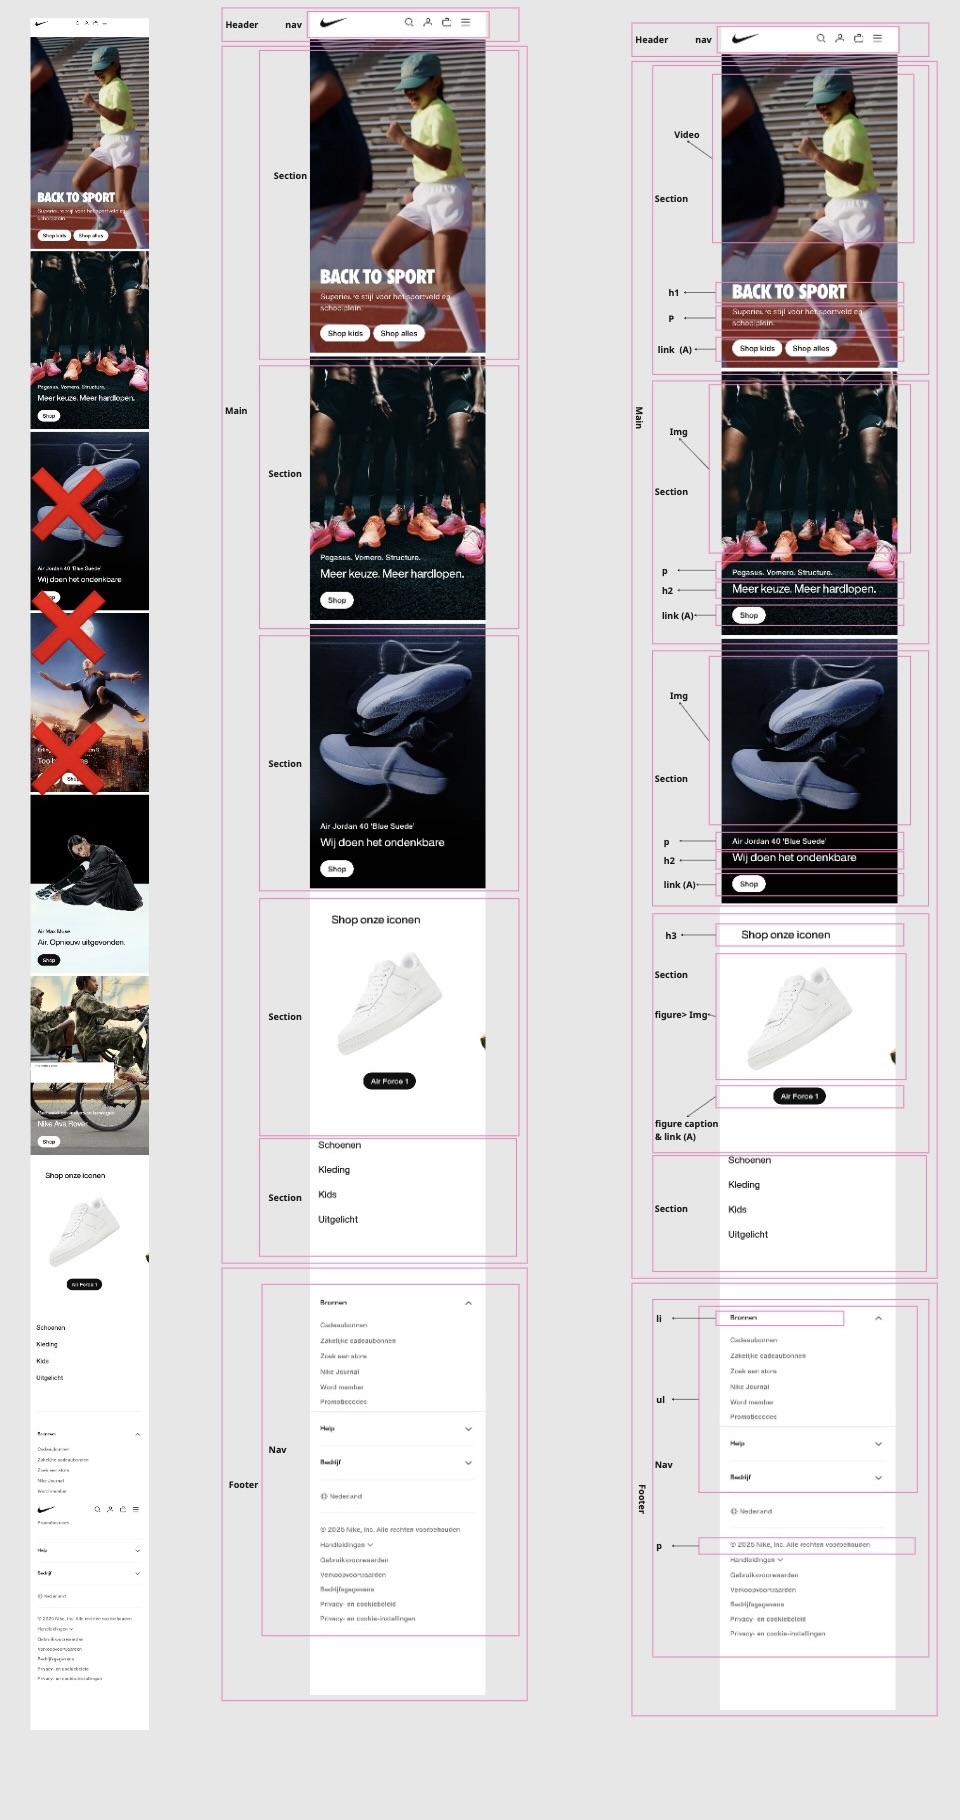 BACK TO SPORT
Superieure stijl voor het sportveld en
schoolplein.
Shop kids
Shop alles
Pegasus. Vomero. Structure.
Meer keuze. Meer hardlopen.
Shop
Air Jordan 40 'Blue Suede'
Wij doen het ondenkbare
Air Max Muse
Air. Opnieuw uitgevonden.
Shop
Nike Ava Rover
Shop
Shop onze iconen
Air Force 1
Schoenen
Kleding
Kids
Uitgelicht
Bronnen
Cadeaubonnen
Zakelijke cadeaubonnen
Zoek een store
Nike Journal
Word member
Promotiecodes
Help
Bedrijf
Nederland
© 2025 Nike, Inc. Alle rechten voorbehouden
Handleidingen
Gebruiksvoorwaarden
Verkoopvoorwaarden
Bedrijfsgegevens
Privacy- en cookiebeleid
Privacy- en cookie-instellingen
Header
nav
Section
BACK TO SPORT
Superieure stijl voor het sportveld en
schoolplein.
Shop kids
Shop alles
Main
Section
Pegasus. Vomero. Structure.
Meer keuze. Meer hardlopen.
Shop
Section
Air Jordan 40 'Blue Suede'
Wij doen het ondenkbare
Shop
Shop onze iconen
Section
Air Force 1
Schoenen
Kleding
Section
Kids
Uitgelicht
Bronnen
Cadeaubonnen
Zakelijke cadeaubonnen
Zoek een store
Nike Journal
Word member
Promotiecodes
Help
Nav
Bedrijf
Footer
Nederland
© 2025 Nike, Inc. Alle rechten voorbehouden
Handleidingen
Gebruiksvoorwaarden
Verkoopvoorwaarden
Bedrijfsgegevens
Privacy- en cookiebeleid
Privacy- en cookie-instellingen
Header
nav
Video
Section
h1
BACK TO SPORT
P
Superieure stijl voor het sportveld en
schoolplein.
link (A)
Shop kids
Shop alles
Main
Img
Section
p
Pegasus. Vomero. Structure.
h2
Meer keuze. Meer hardlopen.
link (A)
Shop
Img
Section
p
Air Jordan 40 'Blue Suede'
h2
Wij doen het ondenkbare
link (A)
Shop
h3
Shop onze iconen
Section
figure> Img
Air Force 1
figure caption
& link (A)
Schoenen
Kleding
Section
Kids
Uitgelicht
li
Bronnen
Cadeaubonnen
Zakelijke cadeaubonnen
Zoek een store
Nike Journal
ul
Word member
Promotiecodes
Help
Nav
Bedrijf
Footer
Nederland
p
© 2025 Nike, Inc. Alle rechten voorbehouden
Handleidingen
Gebruiksvoorwaarden
Verkoopvoorwaarden
Bedrijfsgegevens
Privacy- en cookiebeleid
Privacy- en cookie-instellingen